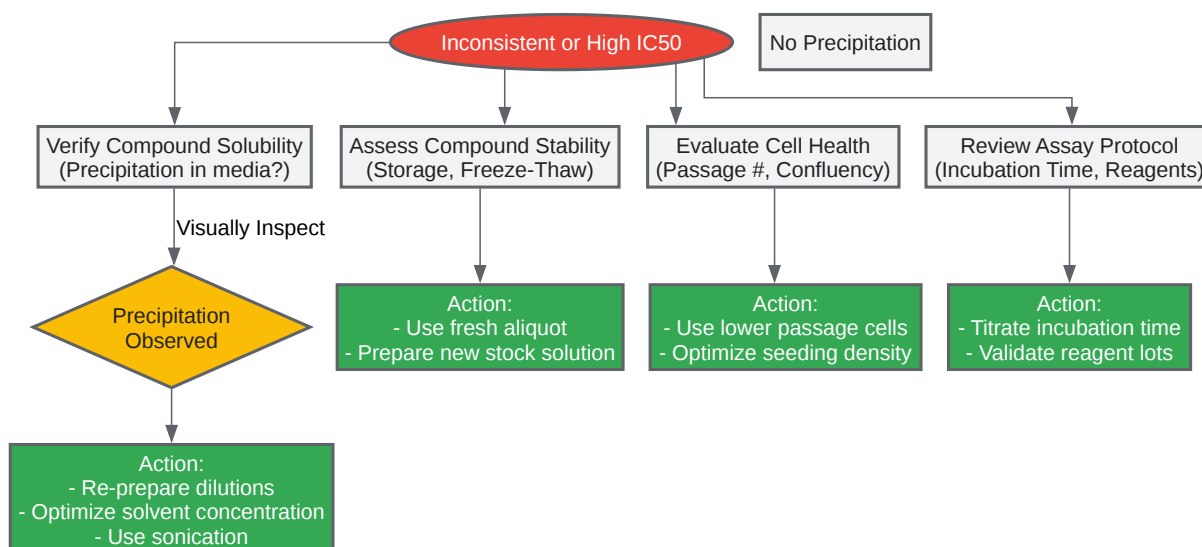 Inconsistent or High IC50
No Precipitation
Verify Compound Solubility
(Precipitation in media?)
Assess Compound Stability
(Storage, Freeze-Thaw)
Evaluate Cell Health
(Passage #, Confluency)
Review Assay Protocol
(Incubation Time, Reagents)
Visually Inspect
Precipitation
Observed
Action:
- Use fresh aliquot
- Prepare new stock solution
Action:
- Use lower passage cells
- Optimize seeding density
Action:
- Titrate incubation time
- Validate reagent lots
Action:
- Re-prepare dilutions
- Optimize solvent concentration
- Use sonication